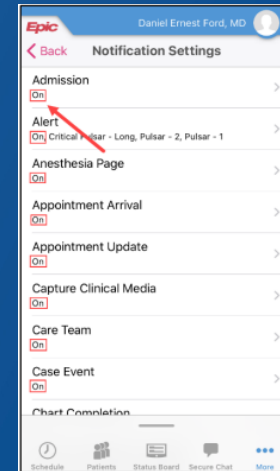 Epic
Daniel Ernest Ford, MD
Back Notification Settings
Admission
On
Alert
On, Critical Pulsar - Long, Pulsar - 2, Pulsar - 1
Anesthesia Page
On
Appointment Arrival
On
Appointment Update
On
Capture Clinical Media
On
Care Team
On
Case Event
On
Chart Completion
Schedule Patients Status Board Secure Chat More